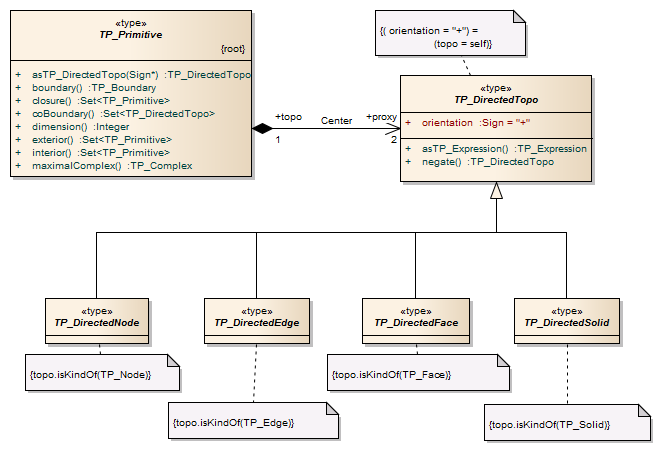 «type»
TP_Primitive
{root}
+ asTP_DirectedTopo(Sign*) :TP_DirectedTopo
+ boundary() :TP_Boundary
+ closure() :Set<TP_Primitive>
+ coBoundary() :Set<TP_DirectedTopo>
+ dimension() :Integer
+ exterior() :Set<TP_Primitive>
+ interior() :Set<TP_Primitive>
+ maximalComplex() :TP_Complex
{( orientation = "+") =
(topo = self)}
+topo
Center
+proxy
1
2
«type»
TP_DirectedTopo
+ orientation :Sign = "+"
+ asTP_Expression() :TP_Expression
+ negate() :TP_DirectedTopo
«type»
TP_DirectedNode
«type»
TP_DirectedEdge
«type»
TP_DirectedFace
«type»
TP_DirectedSolid
{topo.isKindOf(TP_Node)}
{topo.isKindOf(TP_Face)}
{topo.isKindOf(TP_Edge)}
{topo.isKindOf(TP_Solid)}